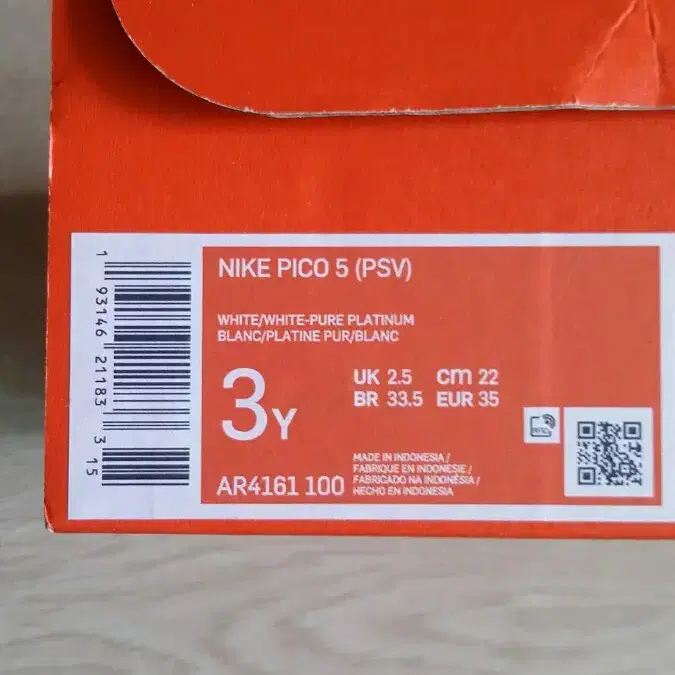 NIKE PICO 5 (PSV)
WHITE/WHITE-PURE PLATINUM
BLANC/PLATINE PUR/BLANC
3Y
UK 2.5 cm 22
BR 33.5 EUR 35
AR4161 100
MADE IN INDONESIA/
FABRIQUE EN INDONESIE/
FABRICADO NA INDONÉSIA/
HECHO EN INDONESIA
1 93146 21183 3 15